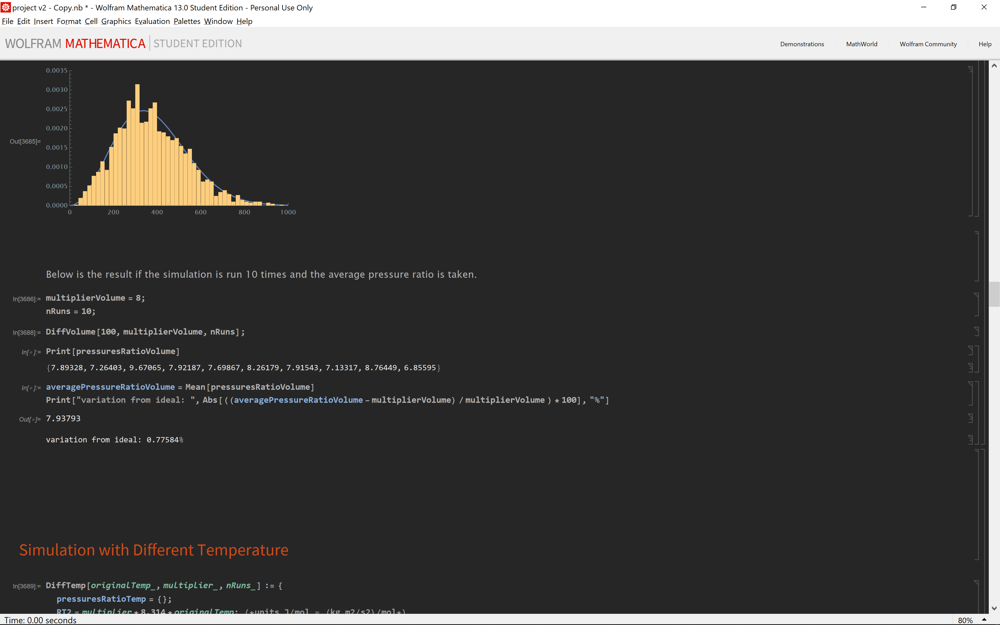 project v2 - Copy.nb * - Wolfram Mathematica 13.0 Student Edition - Personal Use Only
File Edit Insert Format Cell Graphics Evaluation Palettes Window Help
WOLFRAM MATHEMATICA STUDENT EDITION
Demonstrations MathWorld Wolfram Community Help
0.0035
0.0030
0.0025
0.0020
Out[3685]=
0.0015
0.0010
0.0005
0.0000
0 200 400 600 800 1000
Below is the result if the simulation is run 10 times and the average pressure ratio is taken.
In[3686]:= multiplierVolume = 8;
nRuns = 10;
In[3688]:= DiffVolume[100, multiplierVolume, nRuns];
In[•]:= Print[pressuresRatioVolume]
{7.89328, 7.26403, 9.67065, 7.92187, 7.69867, 8.26179, 7.91543, 7.13317, 8.76449, 6.85595}
In[•]:= averagePressureRatioVolume = Mean[pressuresRatioVolume]
Print["variation from ideal: ", Abs[((averagePressureRatioVolume - multiplierVolume) / multiplierVolume ) * 100], "%"]
Out[•]= 7.93793
variation from ideal: 0.77584%
Simulation with Different Temperature
In[3689]:= DiffTemp[originalTemp_, multiplier_, nRuns_] := {
pressuresRatioTemp = {};
RT2 = multiplier * 8.314 * originalTemp; (*units J/mol = (kg m2/s2)/mol*)
Time: 0.00 seconds
80%